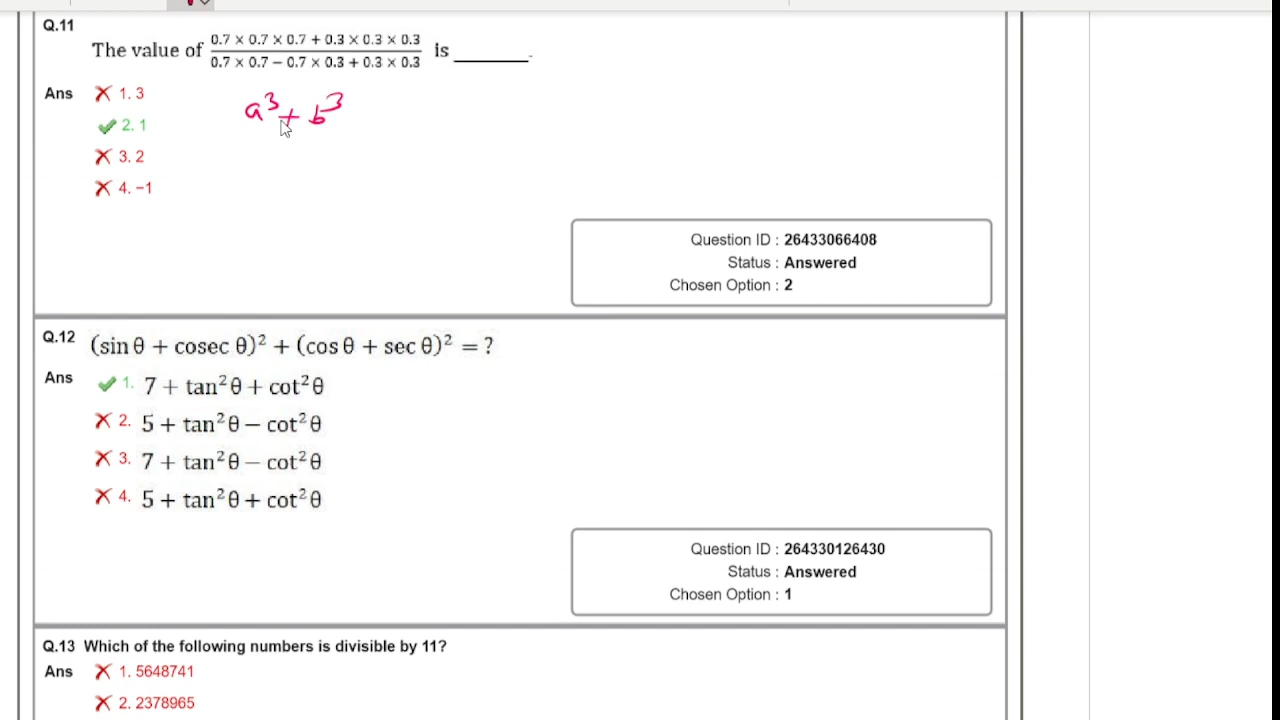 Q.11
The value of (0.7 × 0.7 × 0.7 + 0.3 × 0.3 × 0.3)/(0.7 × 0.7 − 0.7 × 0.3 + 0.3 × 0.3) is ______.
Ans 1. 3
2. 1
3. 2
4. −1
a³ + b³
Question ID : 26433066408
Status : Answered
Chosen Option : 2
Q.12 (sin θ + cosec θ)² + (cos θ + sec θ)² = ?
Ans 1. 7 + tan²θ + cot²θ
2. 5 + tan²θ − cot²θ
3. 7 + tan²θ − cot²θ
4. 5 + tan²θ + cot²θ
Question ID : 264330126430
Status : Answered
Chosen Option : 1
Q.13 Which of the following numbers is divisible by 11?
Ans 1. 5648741
2. 2378965